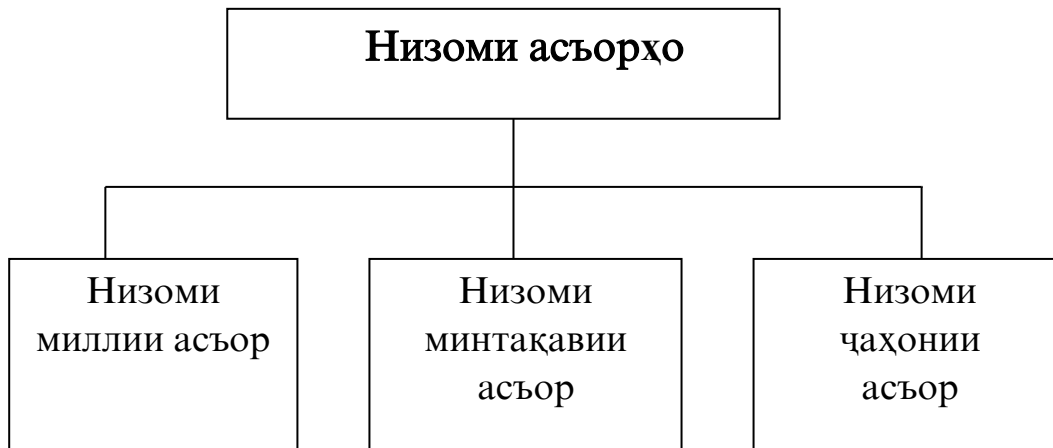 Низоми асъорҳо
Низоми
миллии асъор
Низоми
минтақавии
асъор
Низоми
ҷаҳонии
асъор